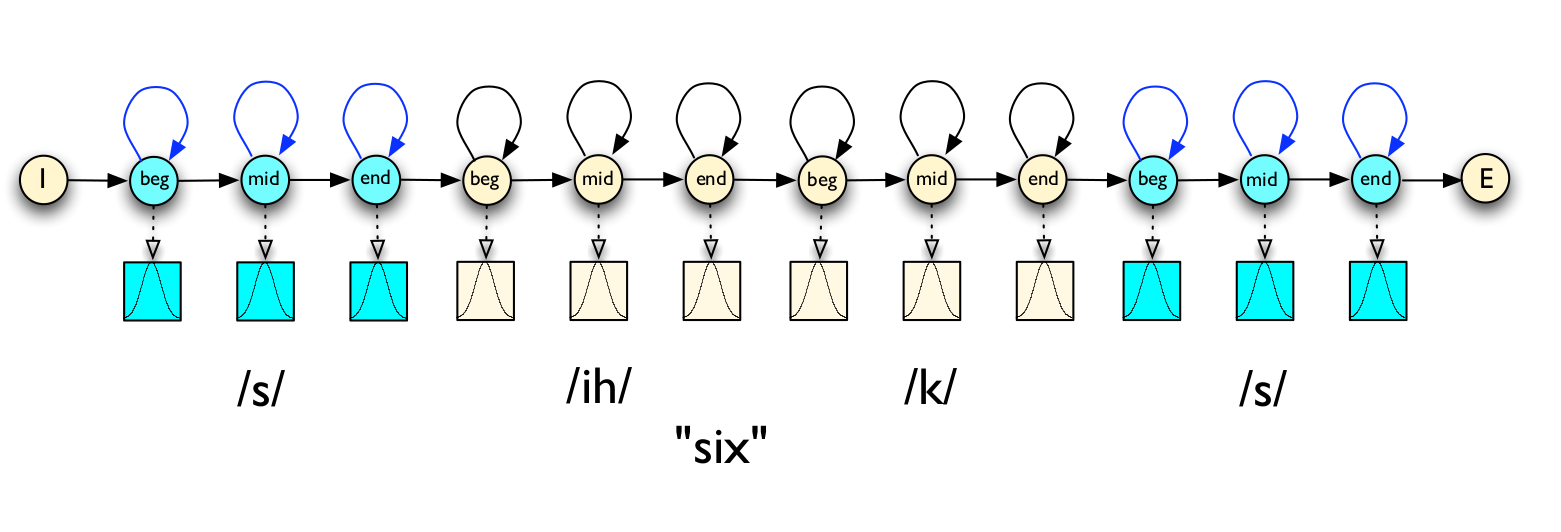 I beg mid end beg mid end beg mid end beg mid end E
/s/ /ih/ /k/ /s/
"six"